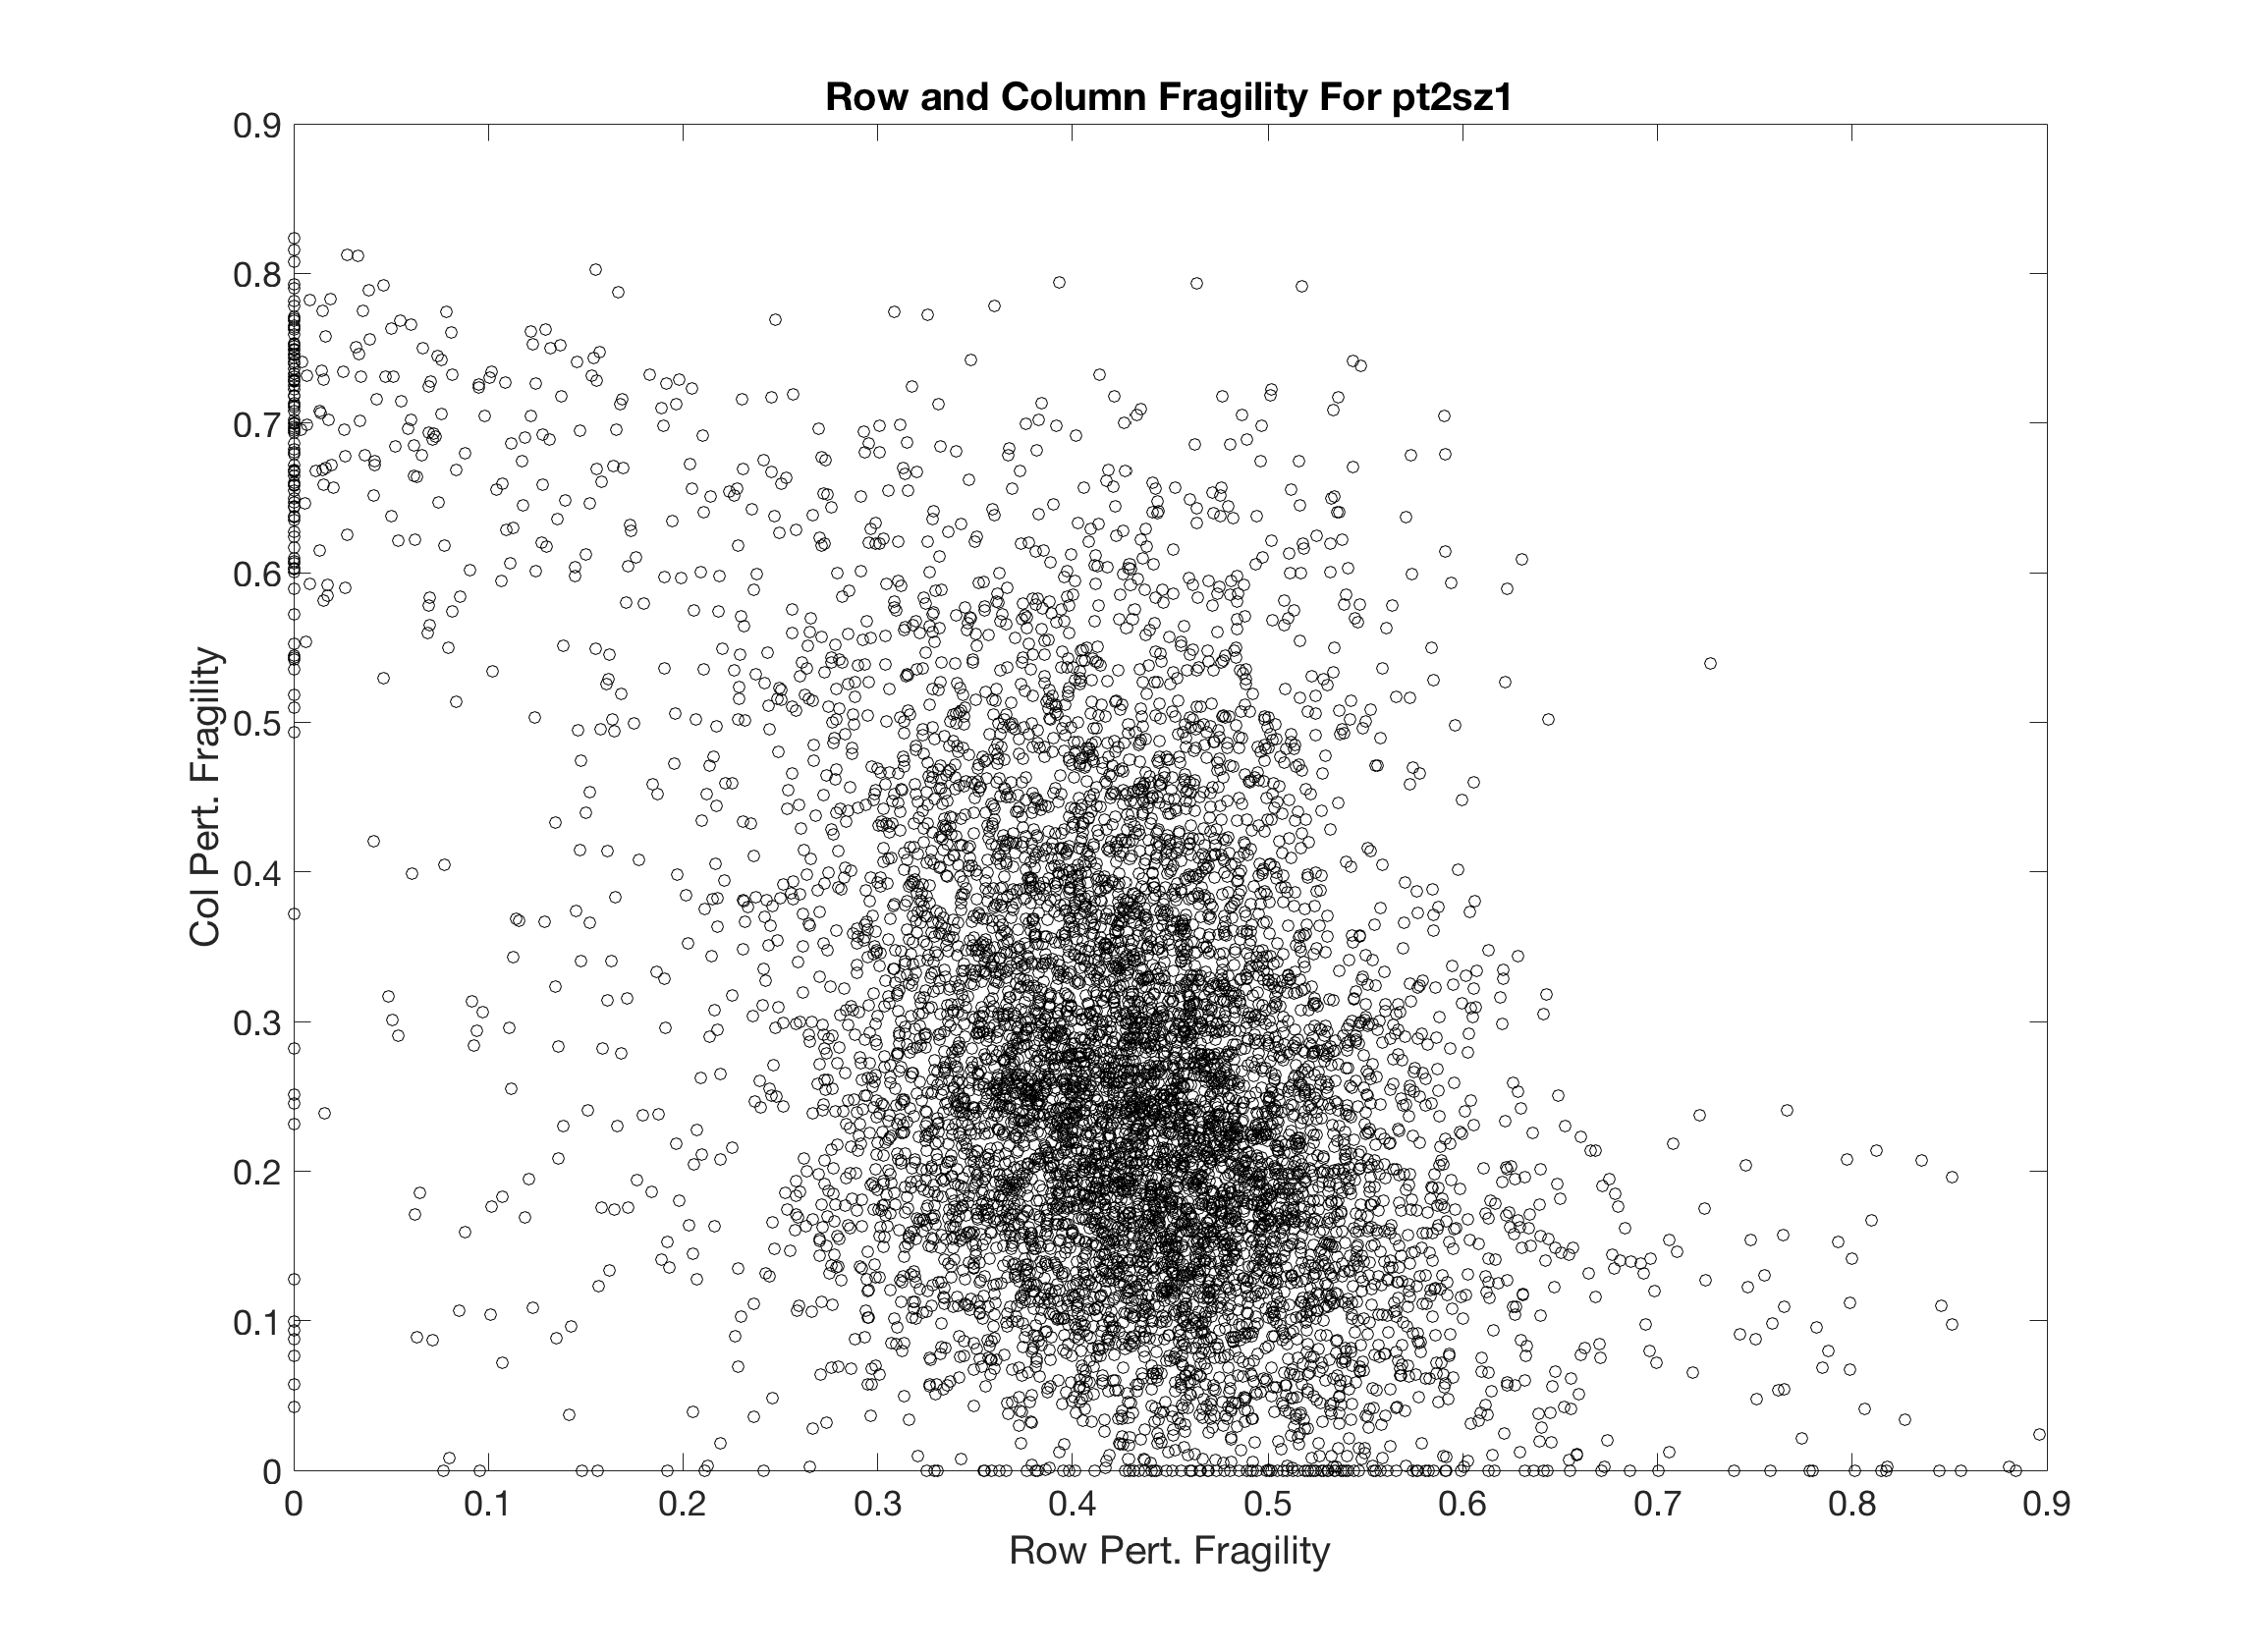 Row and Column Fragility For pt2sz1
0.9
0.8
0.7
0.6
0.5
0.4
0.3
0.2
0.1
0
Col Pert. Fragility
0 0.1 0.2 0.3 0.4 0.5 0.6 0.7 0.8 0.9
Row Pert. Fragility